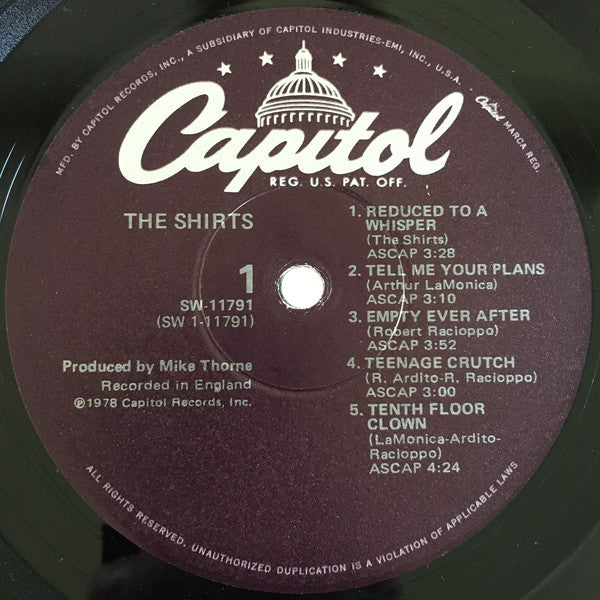 MFD. BY CAPITOL RECORDS, INC., A SUBSIDIARY OF CAPITOL INDUSTRIES-EMI, INC., U.S.A. • Capitol MARCA REG.
Capitol
REG. U.S. PAT. OFF.
THE SHIRTS
1
SW-11791
(SW 1-11791)
Produced by Mike Thorne
Recorded in England
℗1978 Capitol Records, Inc.
1. REDUCED TO A
WHISPER
(The Shirts)
ASCAP 3:28
2. TELL ME YOUR PLANS
(Arthur LaMonica)
ASCAP 3:10
3. EMPTY EVER AFTER
(Robert Racioppo)
ASCAP 3:52
4. TEENAGE CRUTCH
(R. Ardito-R. Racioppo)
ASCAP 3:00
5. TENTH FLOOR
CLOWN
(LaMonica-Ardito-
Racioppo)
ASCAP 4:24
ALL RIGHTS RESERVED. UNAUTHORIZED DUPLICATION IS A VIOLATION OF APPLICABLE LAWS